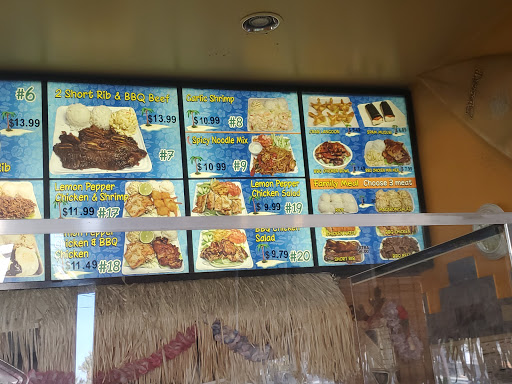 #6
$13.99
2 Short Rib & BBQ Beef
$13.99
#7
Garlic Shrimp
$10.99
#8
Spicy Noodle Mix
$10.99
#9
Lemon Pepper
Chicken & Shrimp
$11.99 #17
Lemon Pepper
Chicken Salad
$9.99 #19
Family Meal Choose 3 meat
Chicken & BBQ
Chicken
$11.49 #18
BBQ Chicken
Salad
$9.79 #20